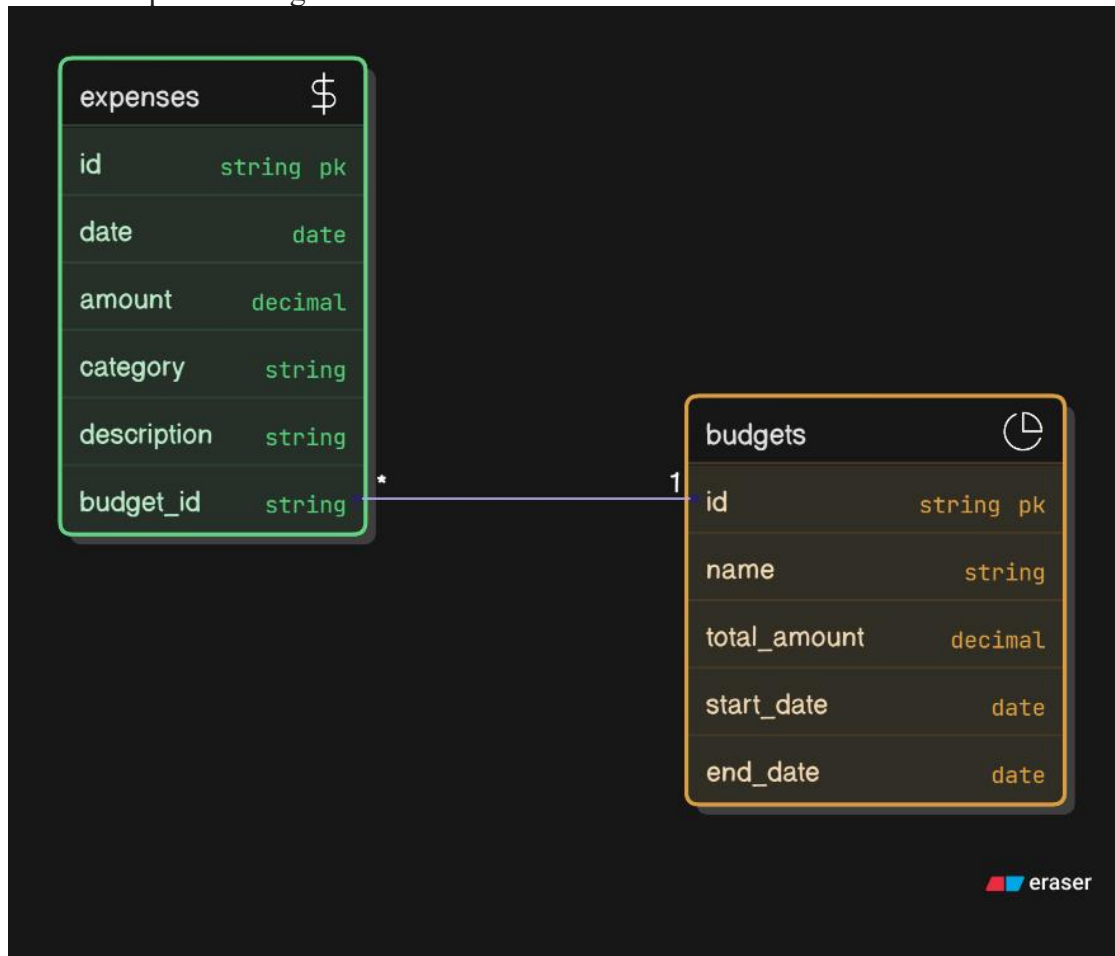 expenses
id string pk
date date
amount decimal
category string
description string
budget_id string
* 1
budgets
id string pk
name string
total_amount decimal
start_date date
end_date date
eraser